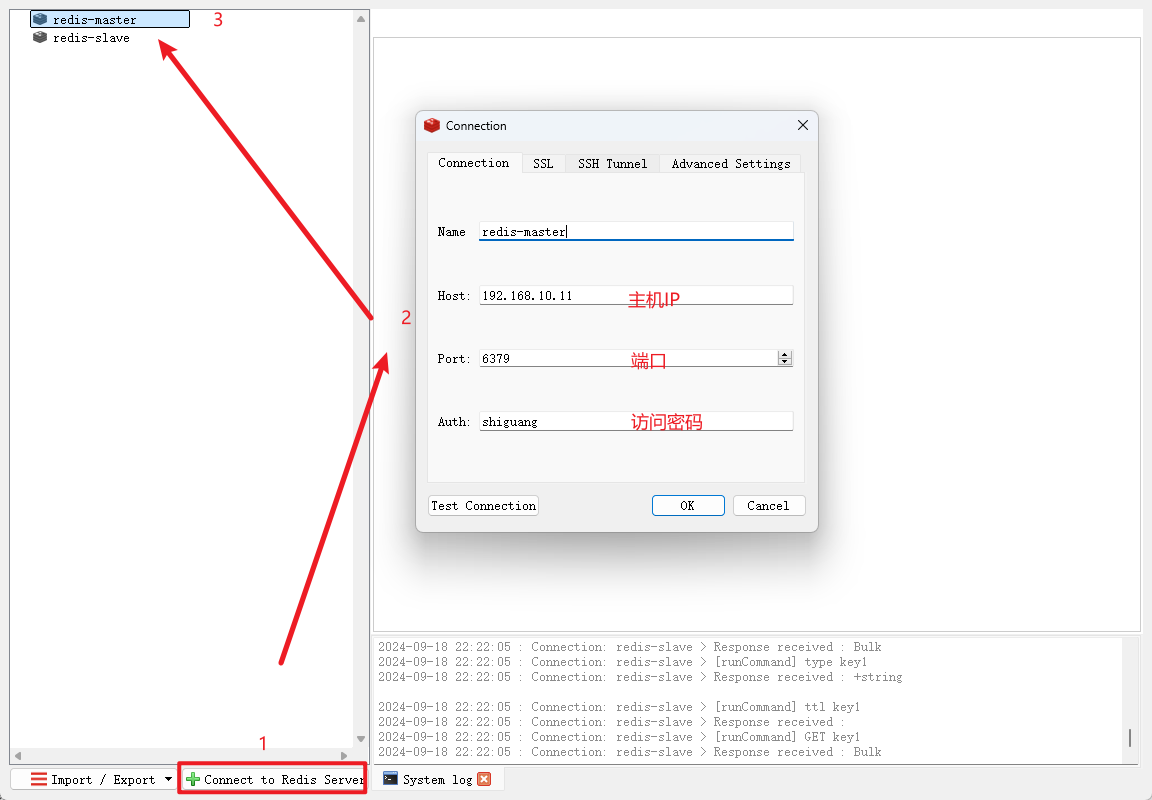 redis-master
3
redis-slave
Connection
Connection
SSL
SSH Tunnel
Advanced Settings
Name
redis-master
Host:
192.168.10.11
主机IP
2
Port:
6379
端口
Auth:
shiguang
访问密码
Test Connection
OK
Cancel
2024-09-18 22:22:05 : Connection: redis-slave > Response received : Bulk
2024-09-18 22:22:05 : Connection: redis-slave > [runCommand] type key1
2024-09-18 22:22:05 : Connection: redis-slave > Response received : +string
2024-09-18 22:22:05 : Connection: redis-slave > [runCommand] ttl key1
2024-09-18 22:22:05 : Connection: redis-slave > Response received :
2024-09-18 22:22:05 : Connection: redis-slave > [runCommand] GET key1
2024-09-18 22:22:05 : Connection: redis-slave > Response received : Bulk
1
Import / Export
Connect to Redis Server
System log